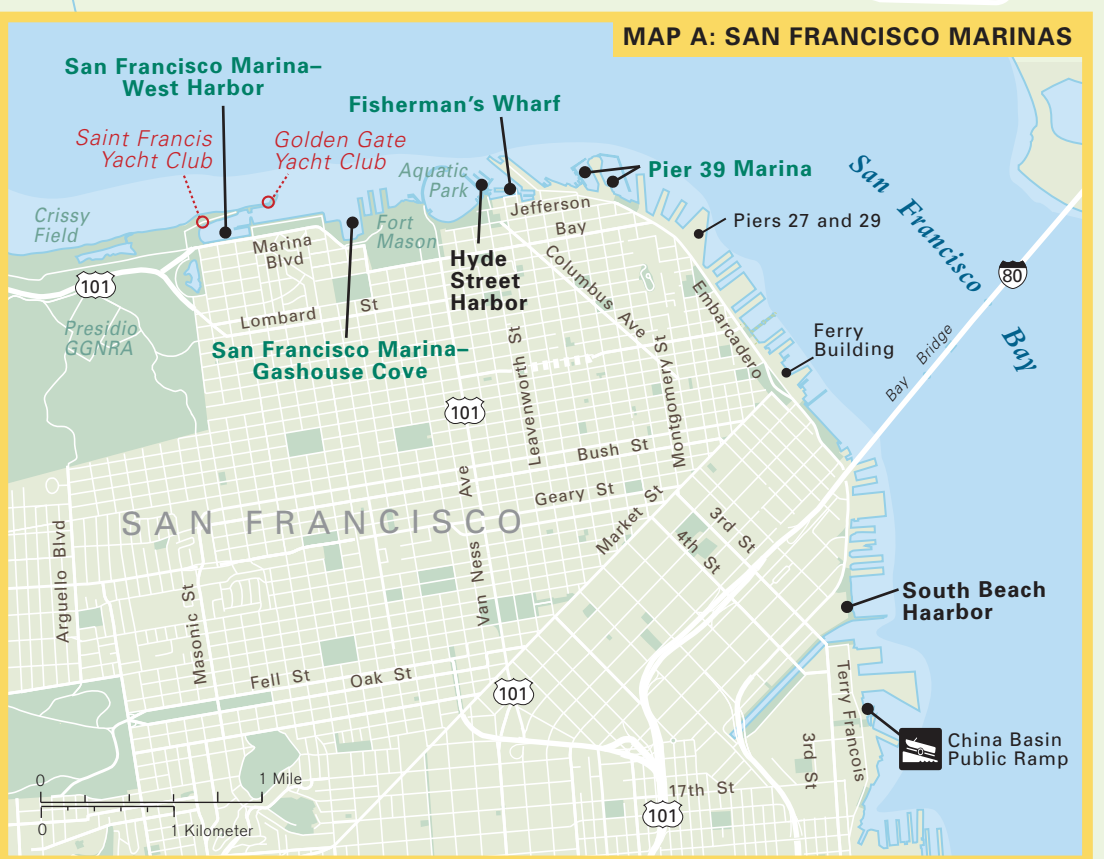 MAP A: SAN FRANCISCO MARINAS
San Francisco Marina–
West Harbor
Fisherman's Wharf
Saint Francis
Yacht Club
Golden Gate
Yacht Club
Aquatic
Park
Pier 39 Marina
San Francisco Bay
Crissy
Field
Fort
Mason
Jefferson
Bay
Piers 27 and 29
Marina
Blvd
Hyde
Street
Harbor
Columbus Ave
80
101
Embarcadero
Lombard St
Presidio
GGNRA
San Francisco Marina–
Gashouse Cove
Ferry
Building
Bay Bridge
Leavenworth St
Montgomery St
101
Bush St
Geary St
Market St
3rd St
4th St
SAN FRANCISCO
Van Ness Ave
Arguello Blvd
Masonic St
South Beach
Haarbor
Fell St
Oak St
101
Terry Francois
3rd St
China Basin
Public Ramp
17th St
101
0 1 Mile
0 1 Kilometer